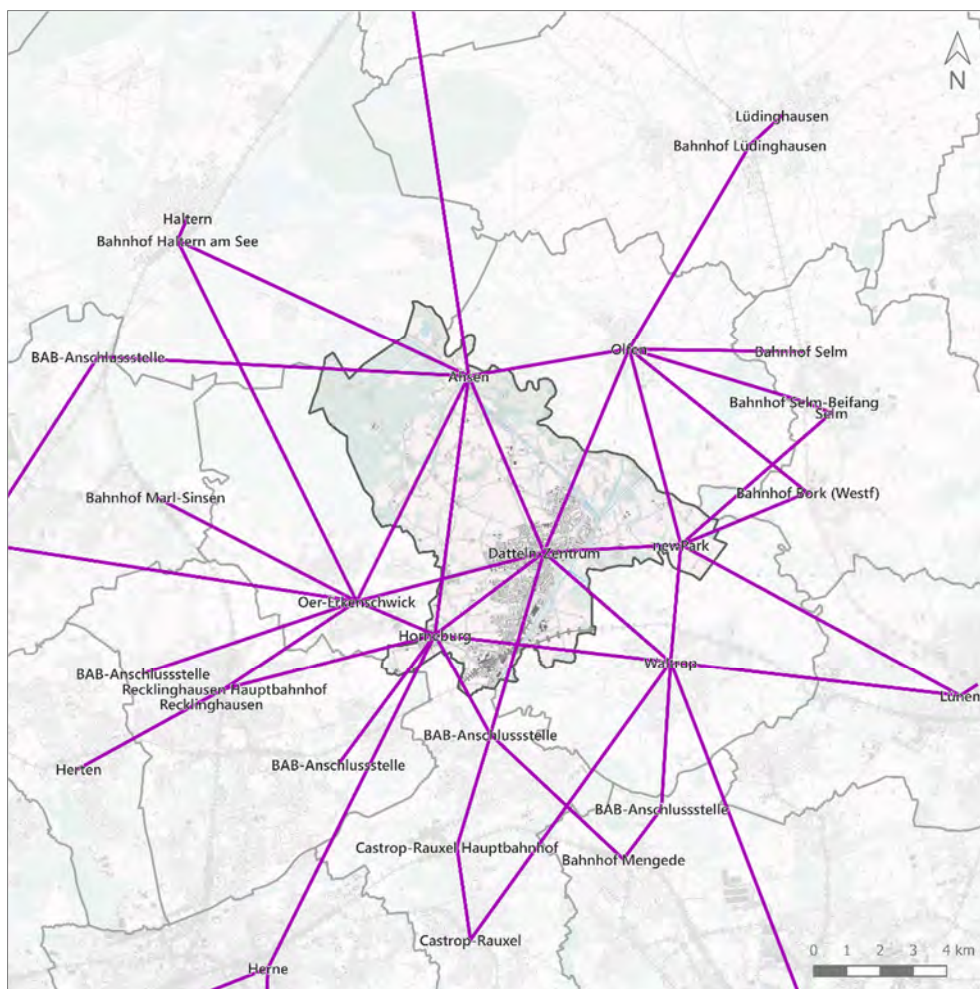 N
Lüdinghausen
Bahnhof Lüdinghausen
Haltern
Bahnhof Haltern am See
Olfen
Bahnhof Selm
BAB-Anschlussstelle
Ahsen
Bahnhof Selm-Beifang
Selm
Bahnhof Marl-Sinsen
Bahnhof Bork (Westf)
Datteln Zentrum
newPark
Oer-Erkenschwick
Horneburg
Waltrop
BAB-Anschlussstelle
Recklinghausen Hauptbahnhof
Recklinghausen
Lünen
BAB-Anschlussstelle
Herten
BAB-Anschlussstelle
BAB-Anschlussstelle
Castrop-Rauxel Hauptbahnhof
Bahnhof Mengede
Castrop-Rauxel
Herne
0 1 2 3 4 km